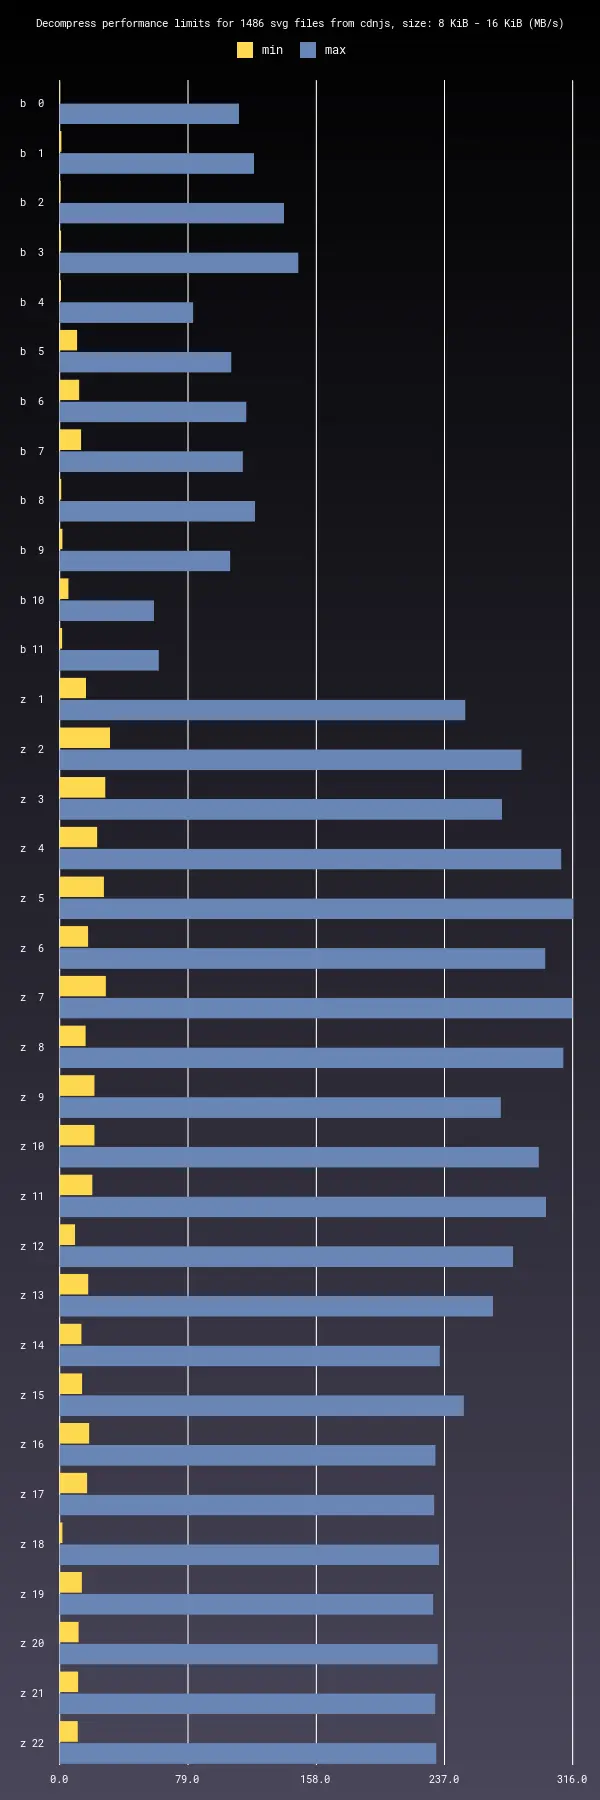 Decompress performance limits for 1486 svg files from cdnjs, size: 8 KiB - 16 KiB (MB/s)
min max
b 0
b 1
b 2
b 3
b 4
b 5
b 6
b 7
b 8
b 9
b 10
b 11
z 1
z 2
z 3
z 4
z 5
z 6
z 7
z 8
z 9
z 10
z 11
z 12
z 13
z 14
z 15
z 16
z 17
z 18
z 19
z 20
z 21
z 22
0.0 79.0 158.0 237.0 316.0